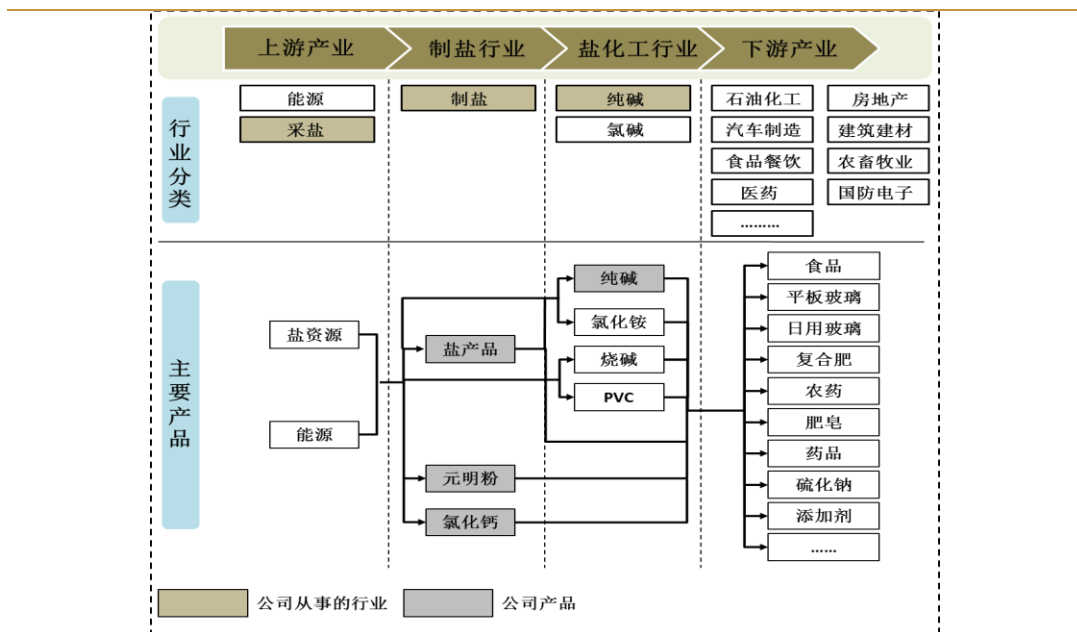 上游产业
制盐行业
盐化工行业
下游产业
行业分类
能源
采盐
制盐
纯碱
氯碱
石油化工
房地产
汽车制造
建筑建材
食品餐饮
农畜牧业
医药
国防电子
………
主要产品
盐资源
能源
盐产品
元明粉
氯化钙
纯碱
氯化铵
烧碱
PVC
食品
平板玻璃
日用玻璃
复合肥
农药
肥皂
药品
硫化钠
添加剂
……
公司从事的行业
公司产品